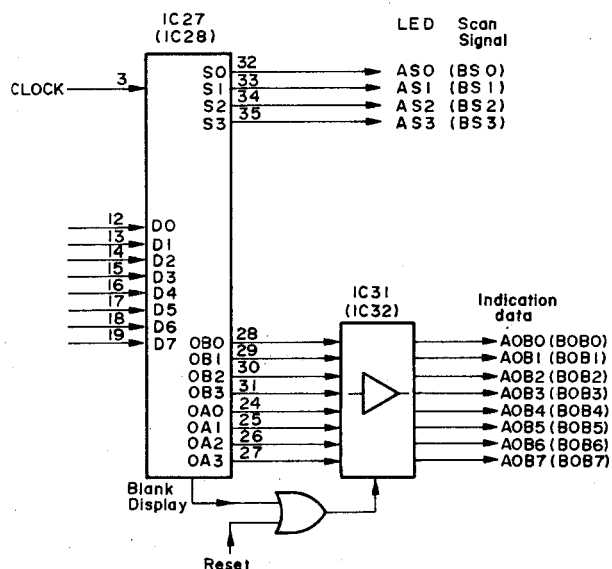 IC27
(IC28)
LED Scan
Signal
CLOCK 3
S0 32 AS0 (BS0)
S1 33 AS1 (BS1)
S2 34 AS2 (BS2)
S3 35 AS3 (BS3)
12 D0
13 D1
14 D2
15 D3
16 D4
17 D5
18 D6
19 D7
IC31
(IC32)
Indication
data
OB0 28 AOB0 (BOB0)
OB1 29 AOB1 (BOB1)
OB2 30 AOB2 (BOB2)
OB3 31 AOB3 (BOB3)
OA0 24 AOB4 (BOB4)
OA1 25 AOB5 (BOB5)
OA2 26 AOB6 (BOB6)
OA3 27 AOB7 (BOB7)
Blank
Display
Reset